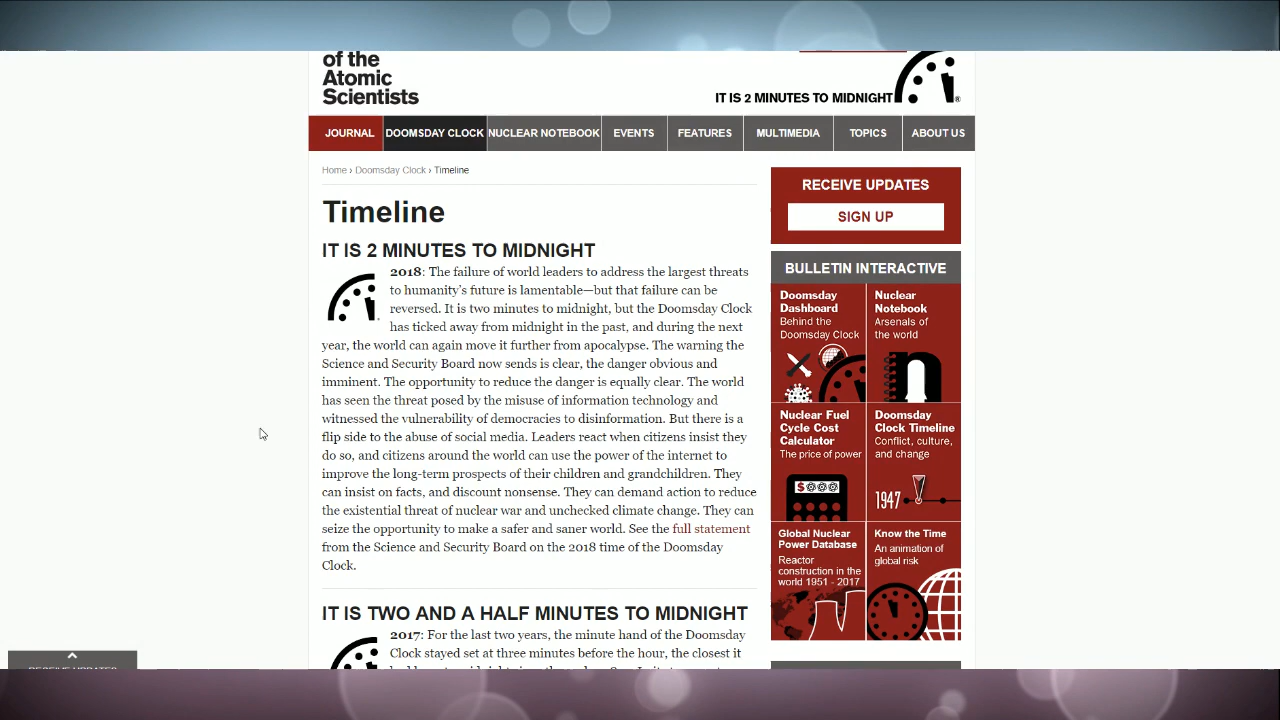 of the
Atomic
Scientists
IT IS 2 MINUTES TO MIDNIGHT
JOURNAL DOOMSDAY CLOCK NUCLEAR NOTEBOOK EVENTS FEATURES MULTIMEDIA TOPICS ABOUT US
Home › Doomsday Clock › Timeline
Timeline
IT IS 2 MINUTES TO MIDNIGHT
2018: The failure of world leaders to address the largest threats
to humanity's future is lamentable—but that failure can be
reversed. It is two minutes to midnight, but the Doomsday Clock
has ticked away from midnight in the past, and during the next
year, the world can again move it further from apocalypse. The warning the
Science and Security Board now sends is clear, the danger obvious and
imminent. The opportunity to reduce the danger is equally clear. The world
has seen the threat posed by the misuse of information technology and
witnessed the vulnerability of democracies to disinformation. But there is a
flip side to the abuse of social media. Leaders react when citizens insist they
do so, and citizens around the world can use the power of the internet to
improve the long-term prospects of their children and grandchildren. They
can insist on facts, and discount nonsense. They can demand action to reduce
the existential threat of nuclear war and unchecked climate change. They can
seize the opportunity to make a safer and saner world. See the full statement
from the Science and Security Board on the 2018 time of the Doomsday
Clock.
IT IS TWO AND A HALF MINUTES TO MIDNIGHT
2017: For the last two years, the minute hand of the Doomsday
Clock stayed set at three minutes before the hour, the closest it
RECEIVE UPDATES
SIGN UP
BULLETIN INTERACTIVE
Doomsday
Dashboard
Behind the
Doomsday Clock
Nuclear
Notebook
Arsenals of
the world
Nuclear Fuel
Cycle Cost
Calculator
The price of power
Doomsday
Clock Timeline
Conflict, culture,
and change
1947
Global Nuclear
Power Database
Reactor
construction in the
world 1951 - 2017
Know the Time
An animation of
global risk